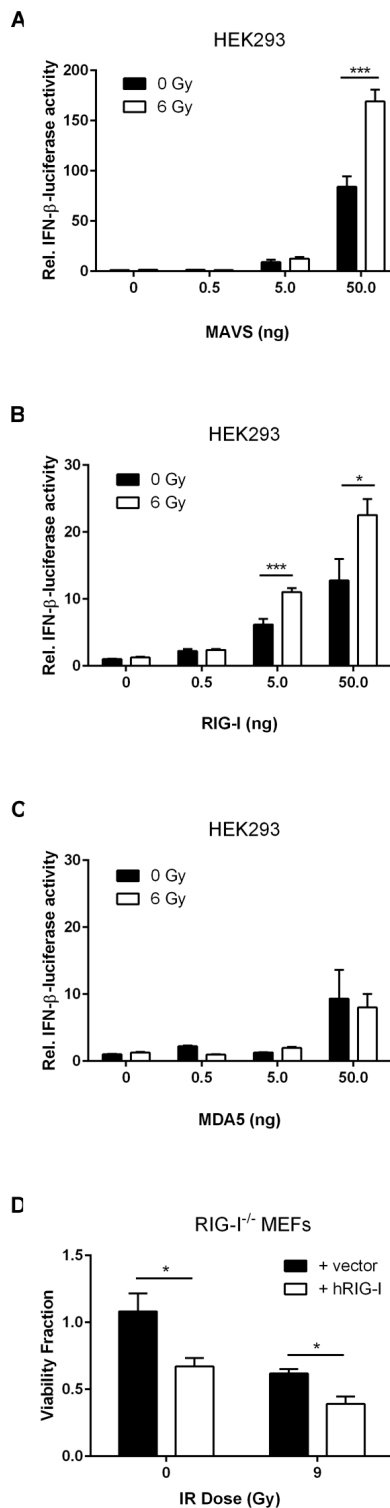 A
HEK293
Rel. IFN-β-luciferase activity
200
150
100
50
0
0 Gy
6 Gy
***
0 0.5 5.0 50.0
MAVS (ng)
B
HEK293
Rel. IFN-β-luciferase activity
30
20
10
0
0 Gy
6 Gy
***
*
0 0.5 5.0 50.0
RIG-I (ng)
C
HEK293
Rel. IFN-β-luciferase activity
30
20
10
0
0 Gy
6 Gy
0 0.5 5.0 50.0
MDA5 (ng)
D
RIG-I-/- MEFs
Viability Fraction
1.5
1.0
0.5
0.0
+ vector
+ hRIG-I
*
*
0 9
IR Dose (Gy)